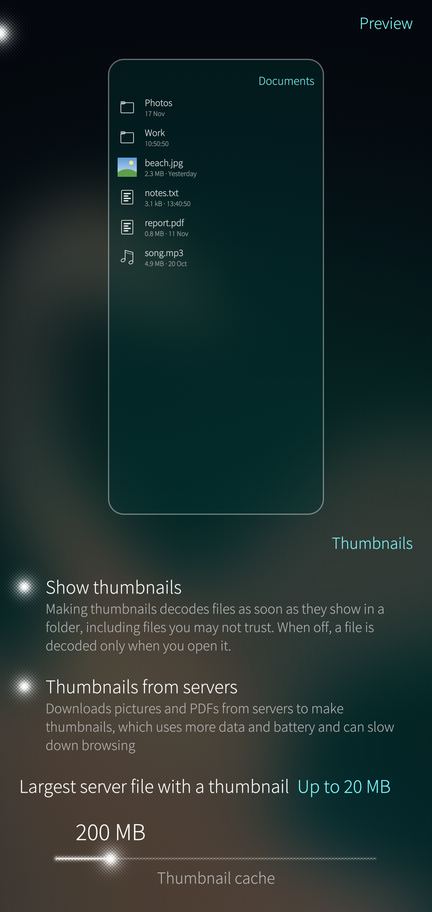 Preview
Documents
Photos
17 Nov
Work
10:50:50
beach.jpg
2.3 MB · Yesterday
notes.txt
3.1 kB · 13:40:50
report.pdf
0.8 MB · 11 Nov
song.mp3
4.9 MB · 20 Oct
Thumbnails
Show thumbnails
Making thumbnails decodes files as soon as they show in a
folder, including files you may not trust. When off, a file is
decoded only when you open it.
Thumbnails from servers
Downloads pictures and PDFs from servers to make
thumbnails, which uses more data and battery and can slow
down browsing
Largest server file with a thumbnail Up to 20 MB
200 MB
Thumbnail cache